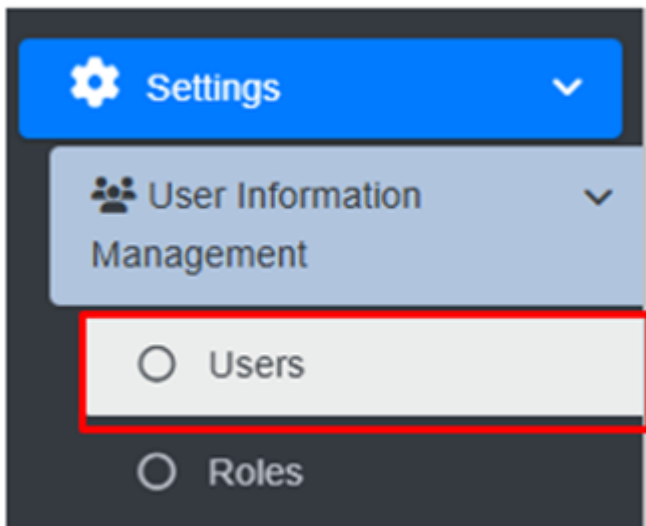 Settings
User Information
Management
Users
Roles